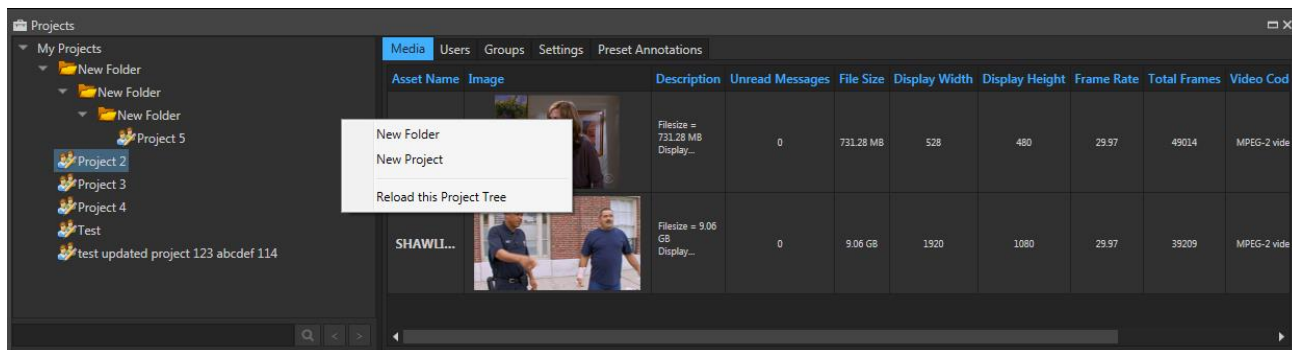 Projects
My Projects
New Folder
New Folder
New Folder
Project 5
Project 2
Project 3
Project 4
Test
test updated project 123 abcdef 114
New Folder
New Project
Reload this Project Tree
Media Users Groups Settings Preset Annotations
Asset Name Image Description Unread Messages File Size Display Width Display Height Frame Rate Total Frames Video Cod
Filesize =
731.28 MB
Display...
0 731.28 MB 528 480 29.97 49014 MPEG-2 vide
SHAWLI...
Filesize = 9.06
GB
Display...
0 9.06 GB 1920 1080 29.97 39209 MPEG-2 vide